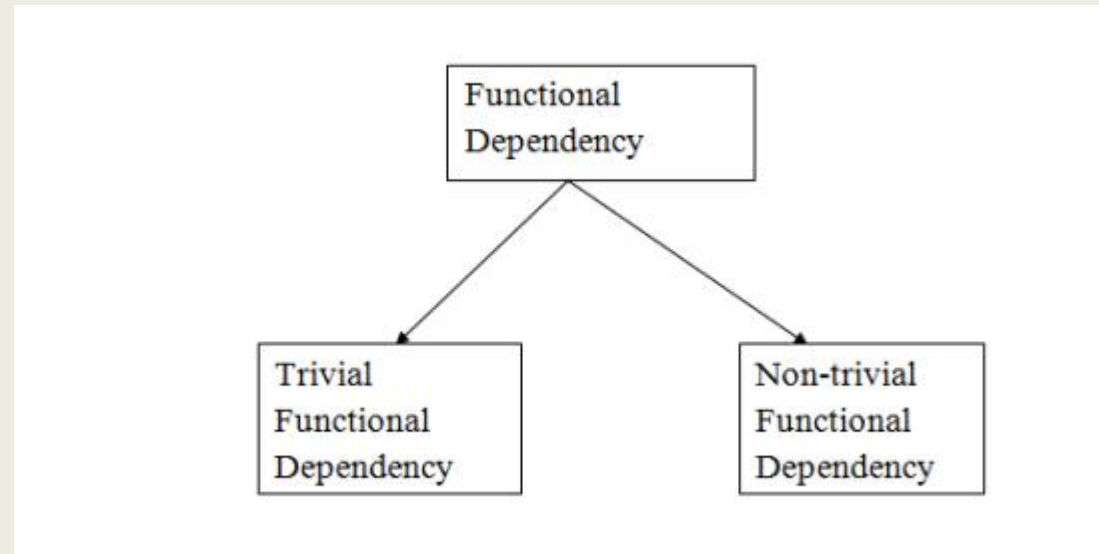 Functional
Dependency
Trivial
Functional
Dependency
Non-trivial
Functional
Dependency